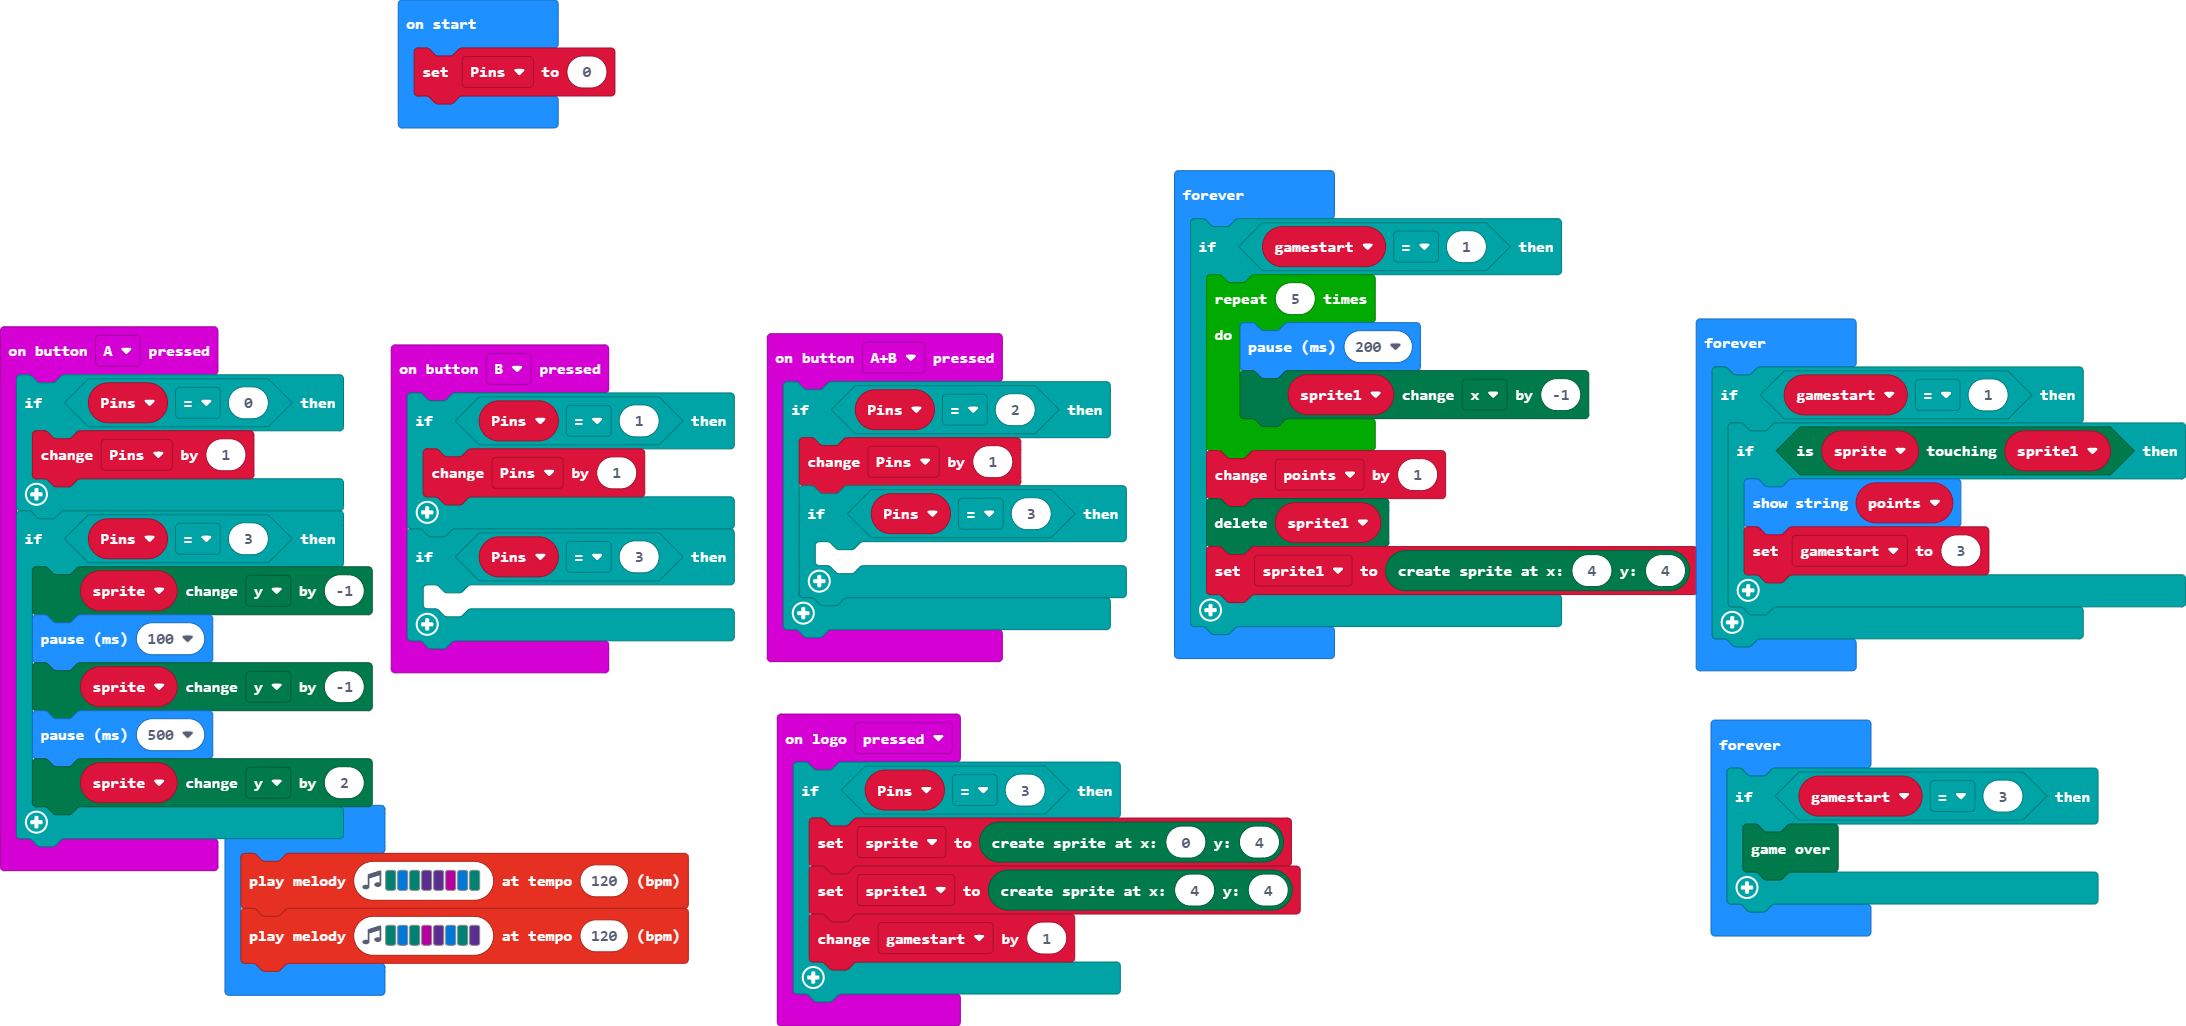 on start
set Pins to 0
on button A pressed
if Pins = 0 then
change Pins by 1
if Pins = 3 then
sprite change y by -1
pause (ms) 100
sprite change y by -1
pause (ms) 500
sprite change y by 2
play melody at tempo 120 (bpm)
play melody at tempo 120 (bpm)
on button B pressed
if Pins = 1 then
change Pins by 1
if Pins = 3 then
on button A+B pressed
if Pins = 2 then
change Pins by 1
if Pins = 3 then
on logo pressed
if Pins = 3 then
set sprite to create sprite at x: 0 y: 4
set sprite1 to create sprite at x: 4 y: 4
change gamestart by 1
forever
if gamestart = 1 then
repeat 5 times
do pause (ms) 200
sprite1 change x by -1
change points by 1
delete sprite1
set sprite1 to create sprite at x: 4 y: 4
forever
if gamestart = 1 then
if is sprite touching sprite1 then
show string points
set gamestart to 3
forever
if gamestart = 3 then
game over